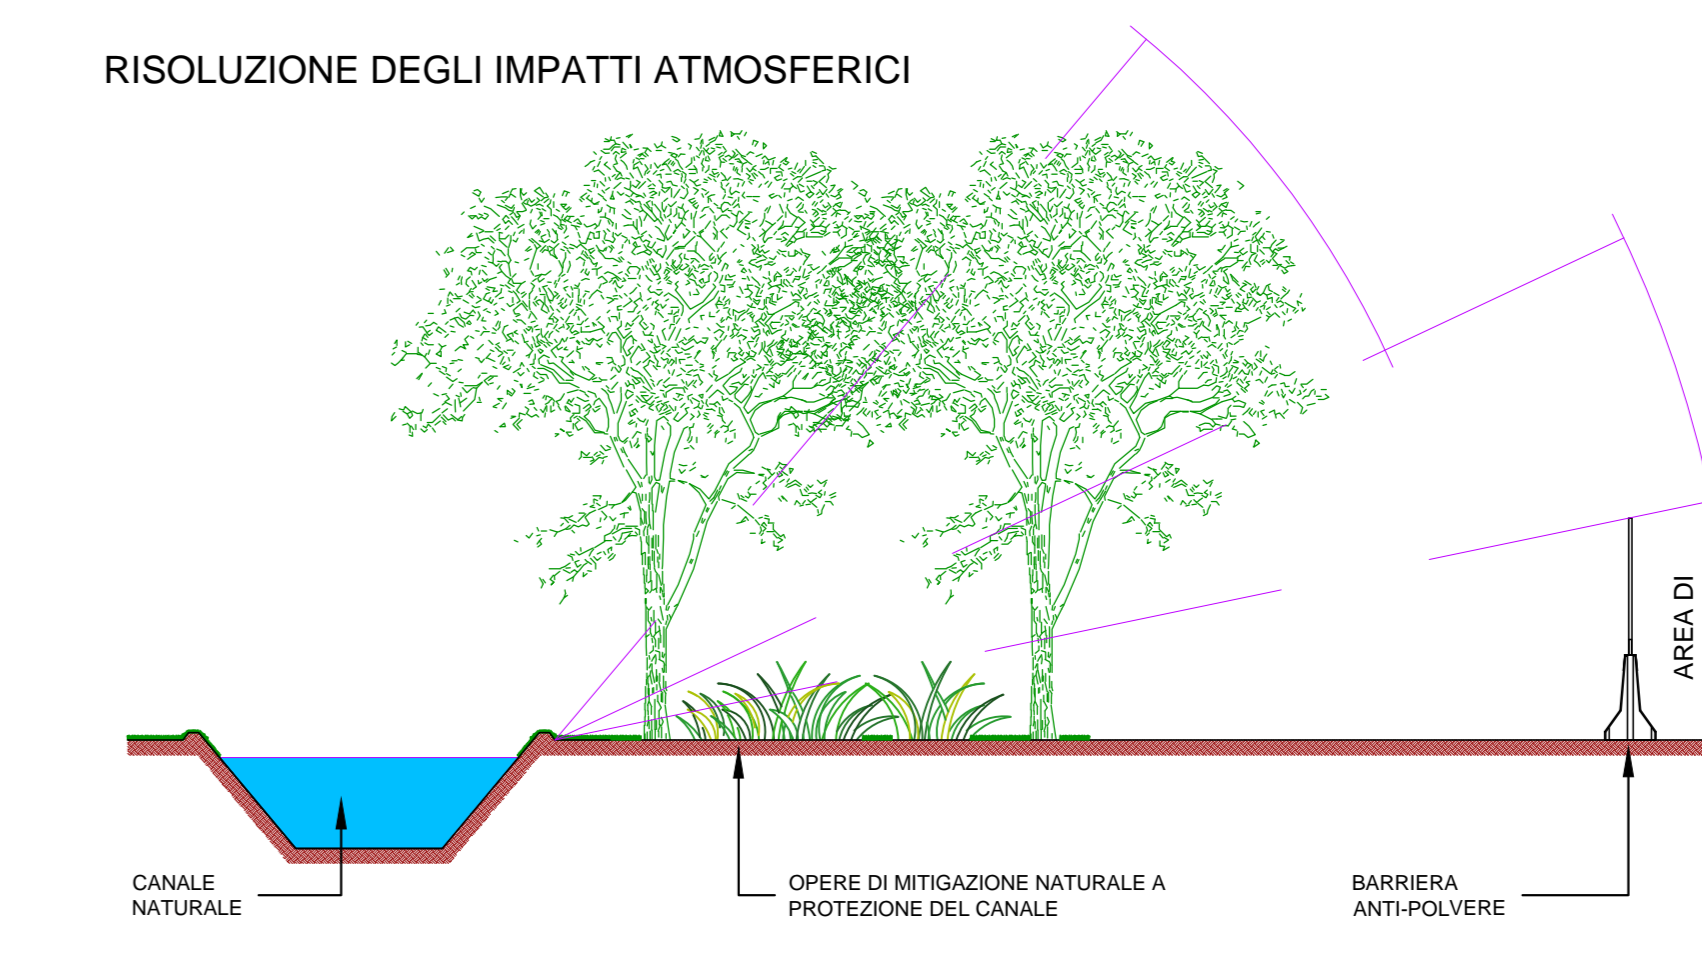 RISOLUZIONE DEGLI IMPATTI ATMOSFERICI
AREA DI
CANALE
NATURALE
OPERE DI MITIGAZIONE NATURALE A
PROTEZIONE DEL CANALE
BARRIERA
ANTI-POLVERE